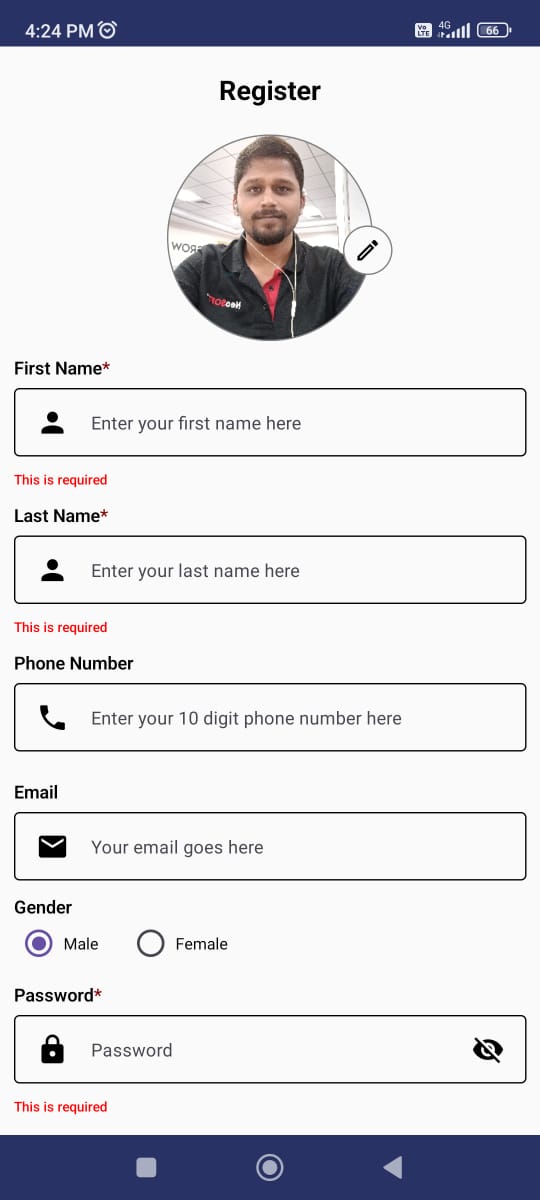 4:24 PM
Vo LTE 4G 66
Register
First Name*
Enter your first name here
This is required
Last Name*
Enter your last name here
This is required
Phone Number
Enter your 10 digit phone number here
Email
Your email goes here
Gender
Male Female
Password*
Password
This is required